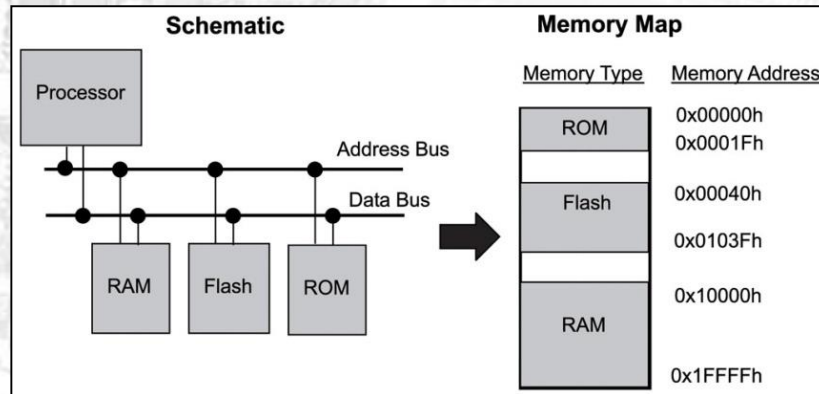 Schematic
Memory Map
Processor
Address Bus
Data Bus
RAM
Flash
ROM
Memory Type
Memory Address
ROM
0x00000h
0x0001Fh
Flash
0x00040h
0x0103Fh
RAM
0x10000h
0x1FFFFh